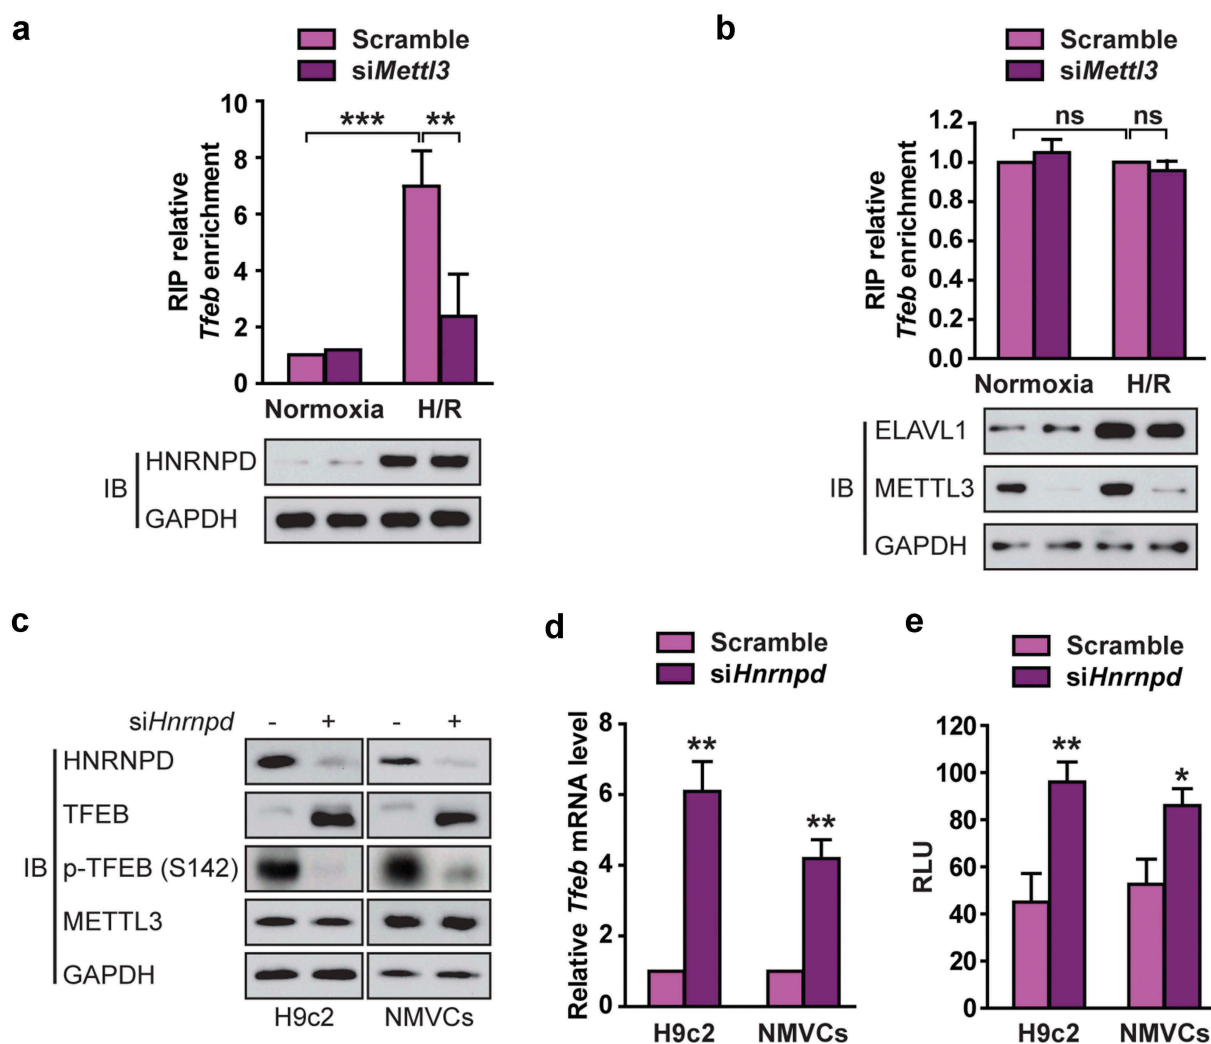 a
Scramble
siMettl3
RIP relative
Tfeb enrichment
10
8
6
4
2
0
***
**
Normoxia
H/R
IB
HNRNPD
GAPDH
b
Scramble
siMettl3
RIP relative
Tfeb enrichment
1.2
1.0
0.8
0.6
0.4
0.2
0.0
ns
ns
Normoxia
H/R
IB
ELAVL1
METTL3
GAPDH
c
siHnrnpd - + - +
IB
HNRNPD
TFEB
p-TFEB (S142)
METTL3
GAPDH
H9c2
NMVCs
d
Scramble
siHnrnpd
Relative Tfeb mRNA level
8
6
4
2
0
**
**
H9c2
NMVCs
e
Scramble
siHnrnpd
RLU
120
100
80
60
40
20
0
**
*
H9c2
NMVCs